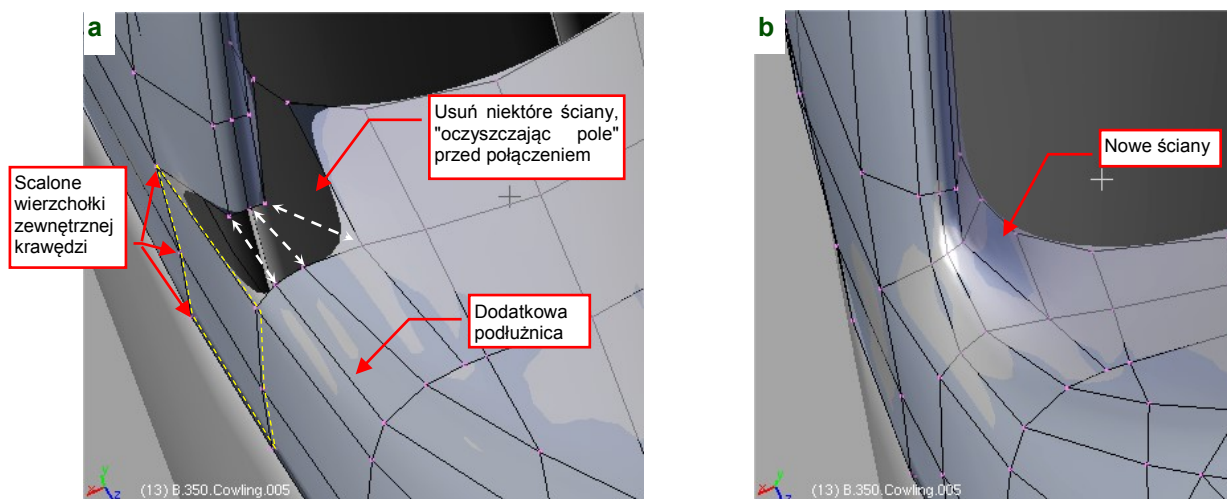 a
Usuń niektóre ściany,
"oczyszczając pole"
przed połączeniem
Scalone
wierzchołki
zewnętrznej
krawędzi
Dodatkowa
podłużnica
x y z
(13) B.350.Cowling.005
b
Nowe ściany
x y z
(13) B.350.Cowling.005